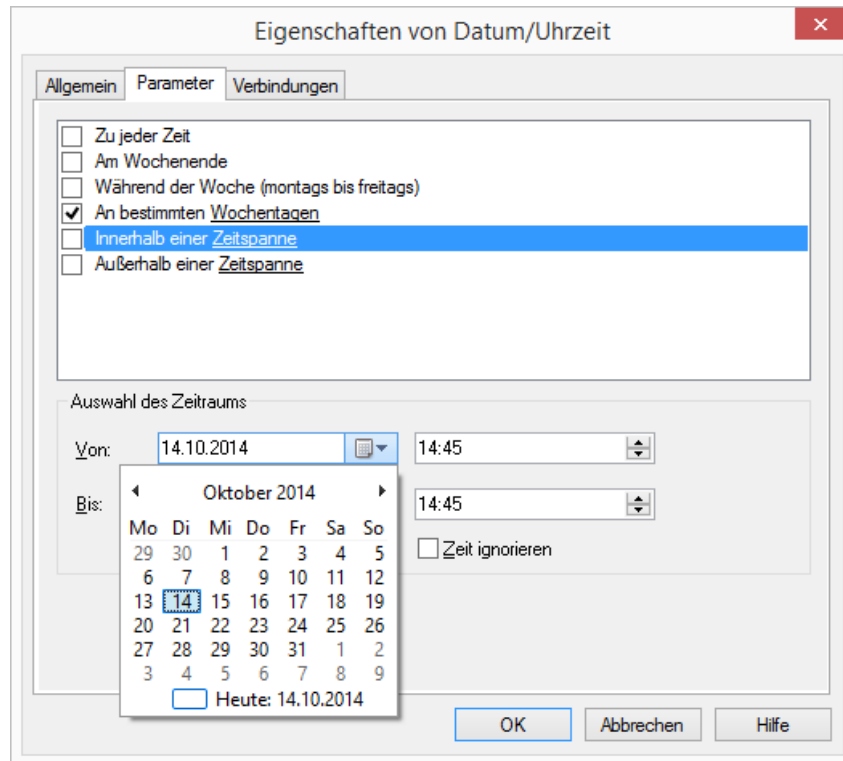 Eigenschaften von Datum/Uhrzeit
Allgemein Parameter Verbindungen
Zu jeder Zeit
Am Wochenende
Während der Woche (montags bis freitags)
An bestimmten Wochentagen
Innerhalb einer Zeitspanne
Außerhalb einer Zeitspanne
Auswahl des Zeitraums
Von: 14.10.2014 14:45
Bis: 14:45
Zeit ignorieren
Oktober 2014
Mo Di Mi Do Fr Sa So
29 30 1 2 3 4 5
6 7 8 9 10 11 12
13 14 15 16 17 18 19
20 21 22 23 24 25 26
27 28 29 30 31 1 2
3 4 5 6 7 8 9
Heute: 14.10.2014
OK Abbrechen Hilfe